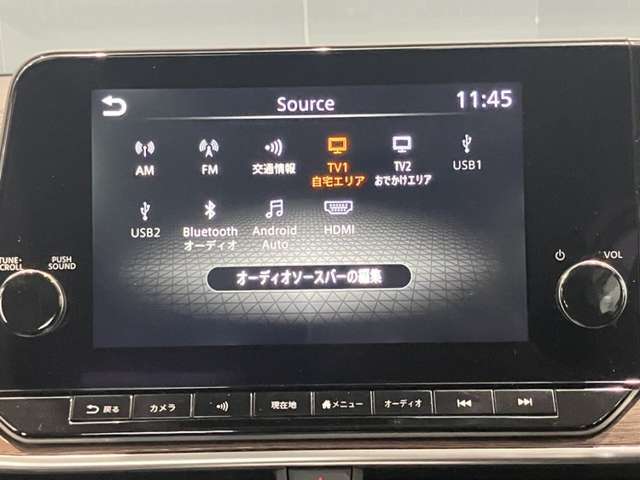 Source
11:45
AM
FM
交通情報
TV1
自宅エリア
TV2
おでかけエリア
USB1
USB2
Bluetooth
オーディオ
Android
Auto
HDMI
オーディオソースバーの編集
TUNE
SCROLL
PUSH
SOUND
VOL
戻る
カメラ
現在地
メニュー
オーディオ